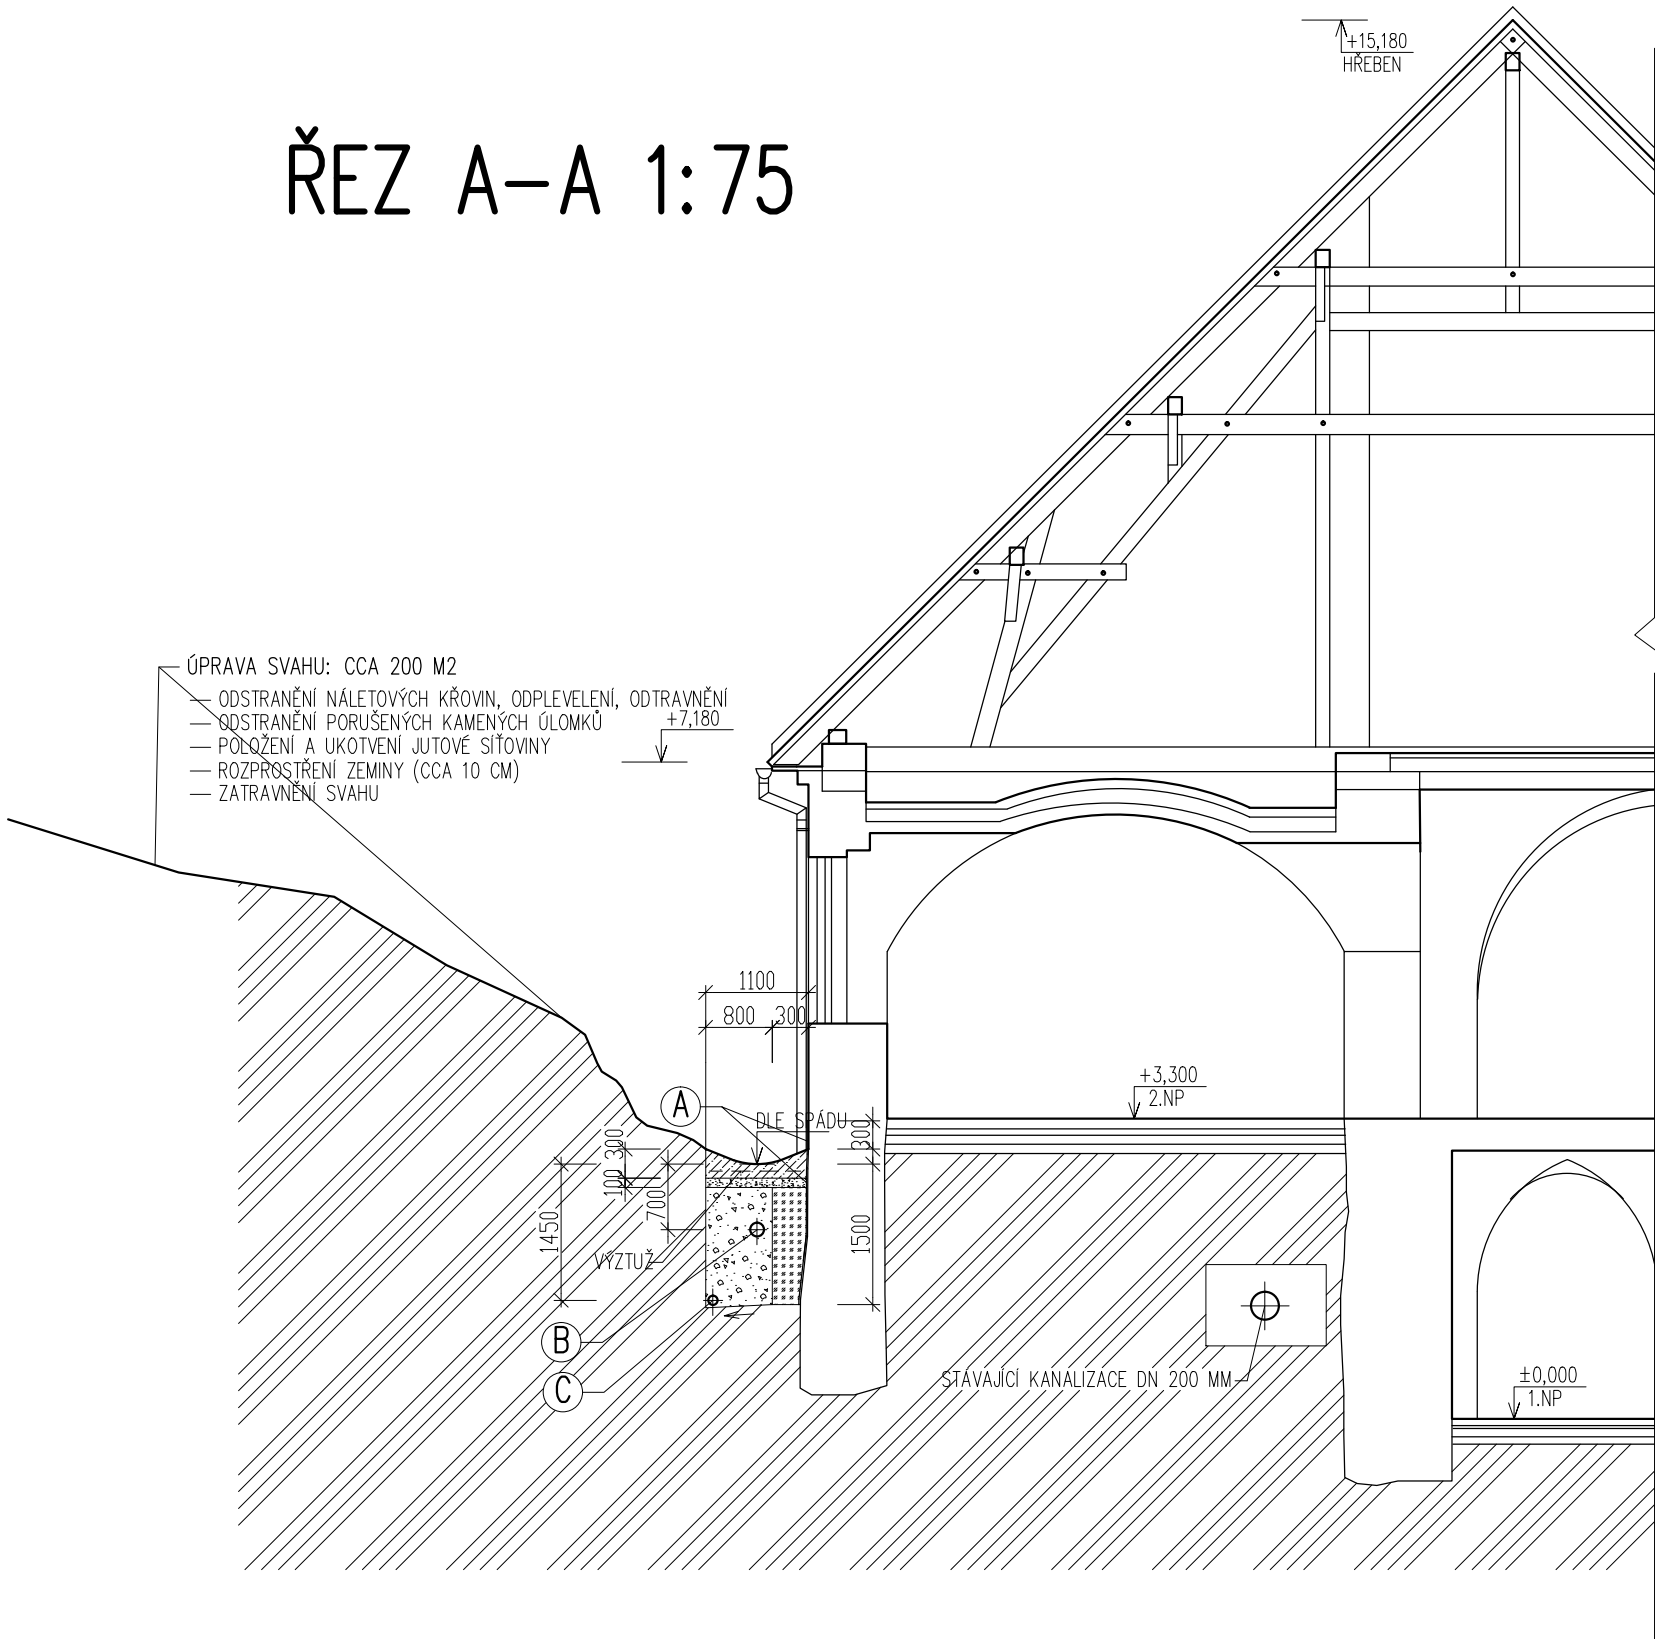 +15,180
HŘEBEN
ŘEZ A–A 1:75
ÚPRAVA SVAHU: CCA 200 M2
— ODSTRANĚNÍ NÁLETOVÝCH KŘOVIN, ODPLEVELENÍ, ODTRAVNĚNÍ
— ODSTRANĚNÍ PORUŠENÝCH KAMENÝCH ÚLOMKŮ
— POLOŽENÍ A UKOTVENÍ JUTOVÉ SÍŤOVINY
— ROZPROSTŘENÍ ZEMINY (CCA 10 CM)
— ZATRAVNĚNÍ SVAHU
+7,180
1100
800
300
+3,300
2.NP
A
DLE SPÁDU
300
300
100
700
1450
1500
VÝZTUŽ
B
C
STÁVAJÍCÍ KANALIZACE DN 200 MM
±0,000
1.NP